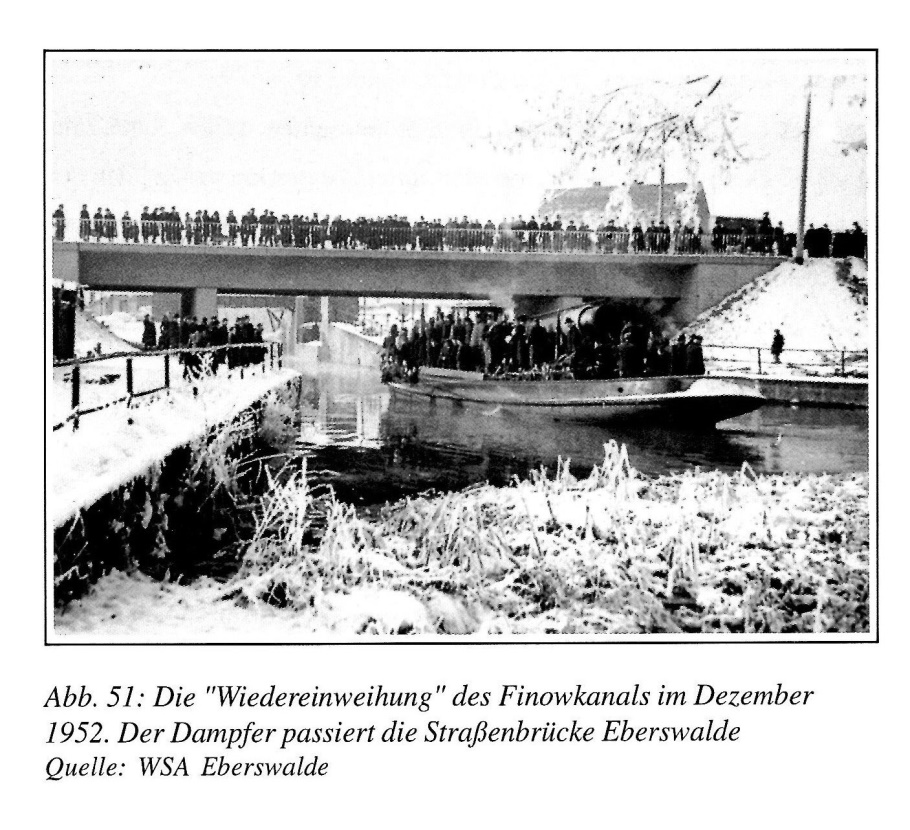 Abb. 51: Die "Wiedereinweihung" des Finowkanals im Dezember
1952. Der Dampfer passiert die Straßenbrücke Eberswalde
Quelle: WSA Eberswalde